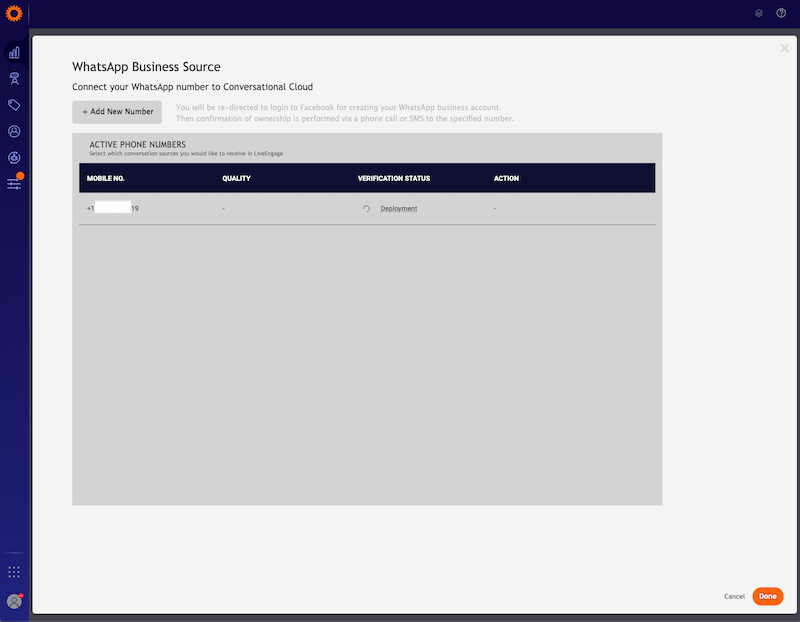 WhatsApp Business Source
Connect your WhatsApp number to Conversational Cloud
+ Add New Number
You will be re-directed to login to Facebook for creating your WhatsApp business account.
Then confirmation of ownership is performed via a phone call or SMS to the specified number.
ACTIVE PHONE NUMBERS
Select which conversation sources you would like to receive in LiveEngage
MOBILE NO. QUALITY VERIFICATION STATUS ACTION
+1 19 - Deployment -
Cancel Done